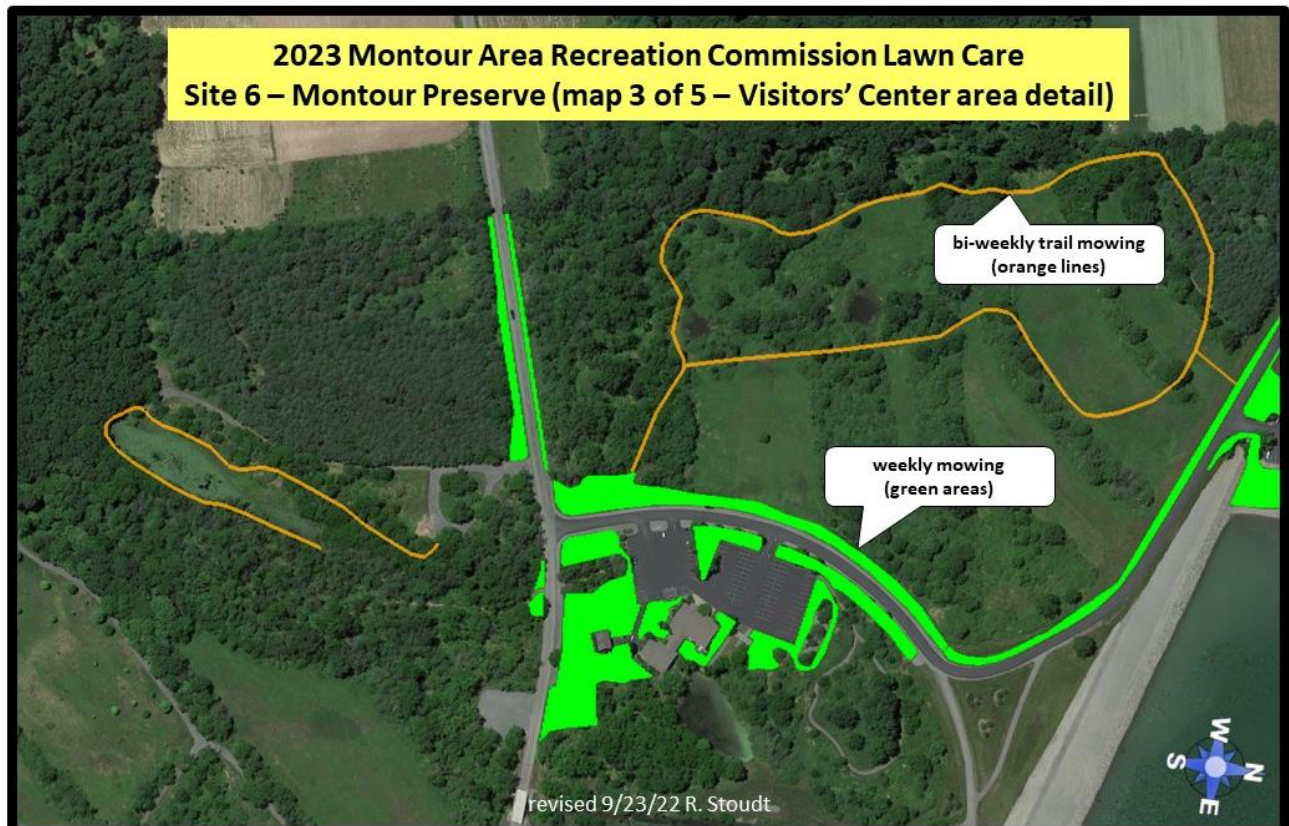 2023 Montour Area Recreation Commission Lawn Care
Site 6 – Montour Preserve (map 3 of 5 – Visitors’ Center area detail)
bi-weekly trail mowing
(orange lines)
weekly mowing
(green areas)
W
S
N
E
revised 9/23/22 R. Stoudt